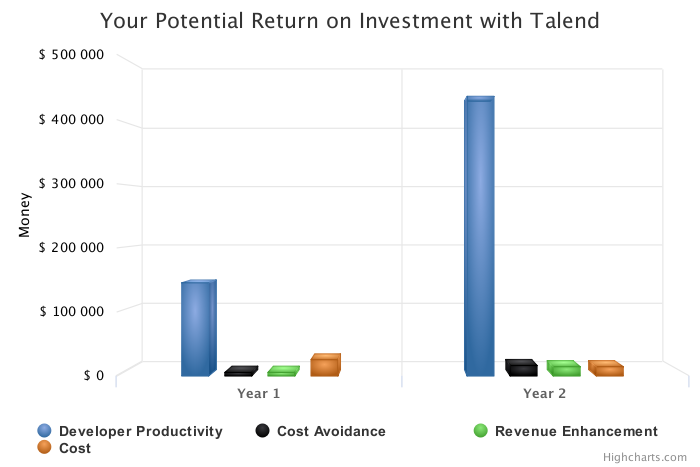 Your Potential Return on Investment with Talend
$ 500 000
$ 400 000
$ 300 000
$ 200 000
$ 100 000
$ 0
Money
Year 1
Year 2
Developer Productivity
Cost Avoidance
Revenue Enhancement
Cost
Highcharts.com